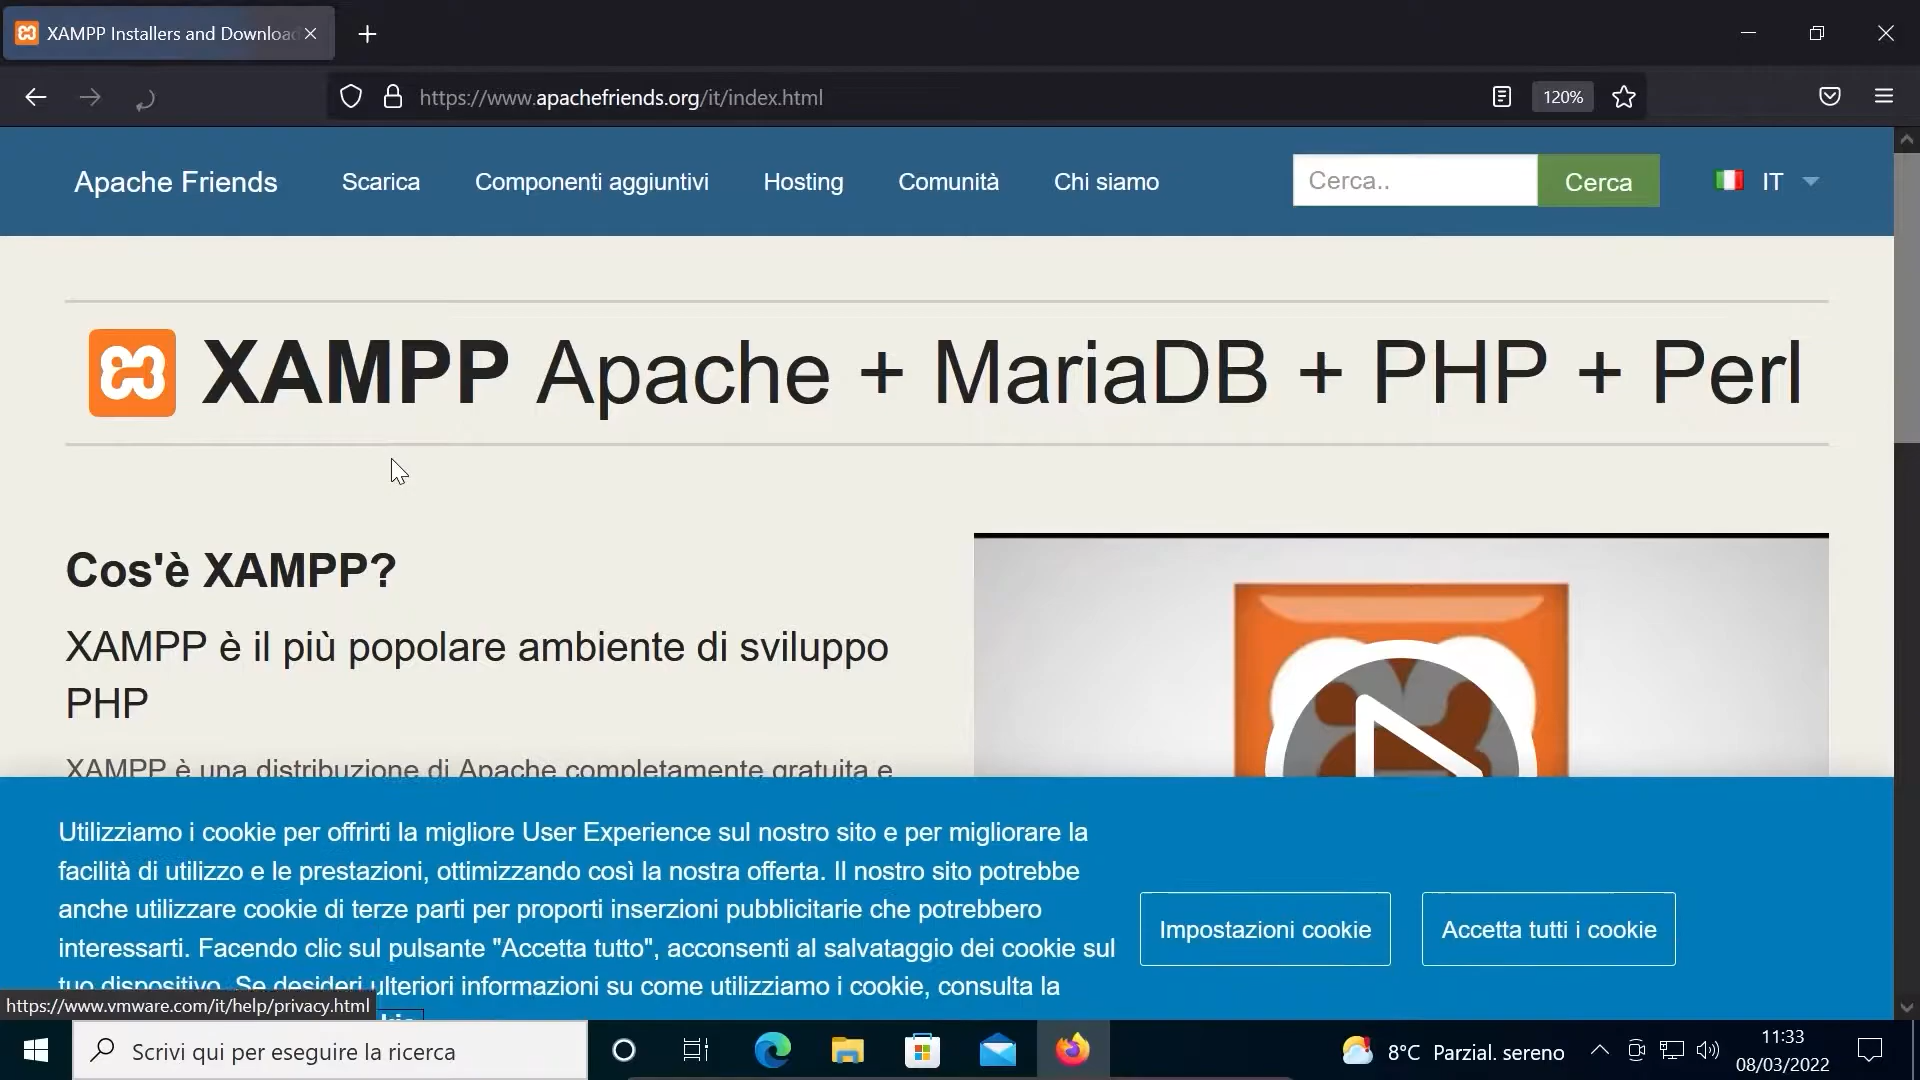 XAMPP Installers and Download
https://www.apachefriends.org/it/index.html
120%
Apache Friends
Scarica
Componenti aggiuntivi
Hosting
Comunità
Chi siamo
Cerca..
Cerca
IT
XAMPP Apache + MariaDB + PHP + Perl
Cos'è XAMPP?
XAMPP è il più popolare ambiente di sviluppo
PHP
XAMPP è una distribuzione di Apache completamente gratuita e
Utilizziamo i cookie per offrirti la migliore User Experience sul nostro sito e per migliorare la
facilità di utilizzo e le prestazioni, ottimizzando così la nostra offerta. Il nostro sito potrebbe
anche utilizzare cookie di terze parti per proporti inserzioni pubblicitarie che potrebbero
interessarti. Facendo clic sul pulsante "Accetta tutto", acconsenti al salvataggio dei cookie sul
tuo dispositivo. Se desideri ulteriori informazioni su come utilizziamo i cookie, consulta la
Impostazioni cookie
Accetta tutti i cookie
https://www.vmware.com/it/help/privacy.html
Scrivi qui per eseguire la ricerca
8°C Parzial. sereno
11:33
08/03/2022